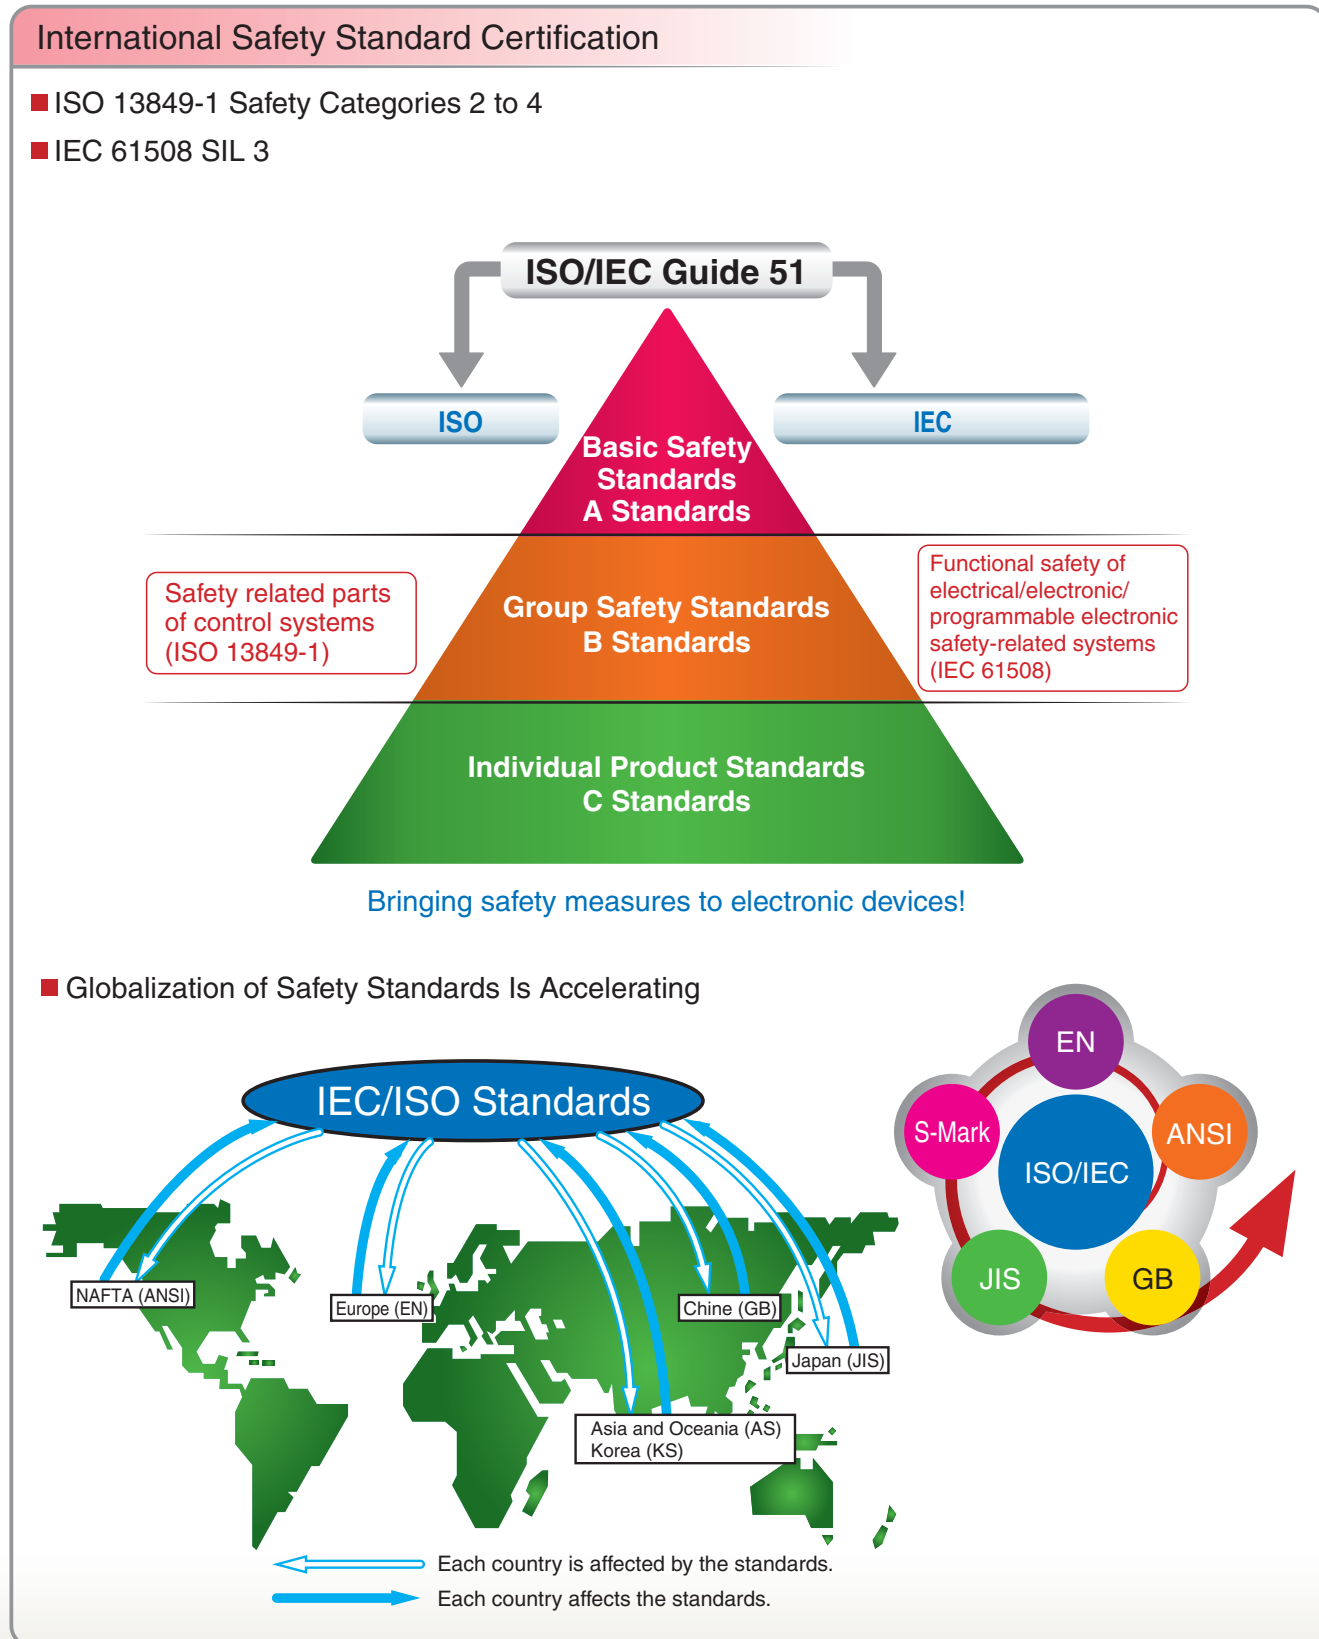 International Safety Standard Certification
ISO 13849-1 Safety Categories 2 to 4
IEC 61508 SIL 3
ISO/IEC Guide 51
ISO
IEC
Basic Safety
Standards
A Standards
Safety related parts
of control systems
(ISO 13849-1)
Group Safety Standards
B Standards
Functional safety of
electrical/electronic/
programmable electronic
safety-related systems
(IEC 61508)
Individual Product Standards
C Standards
Bringing safety measures to electronic devices!
Globalization of Safety Standards Is Accelerating
IEC/ISO Standards
NAFTA (ANSI)
Europe (EN)
Chine (GB)
Japan (JIS)
Asia and Oceania (AS)
Korea (KS)
Each country is affected by the standards.
Each country affects the standards.
EN
S-Mark
ANSI
ISO/IEC
JIS
GB